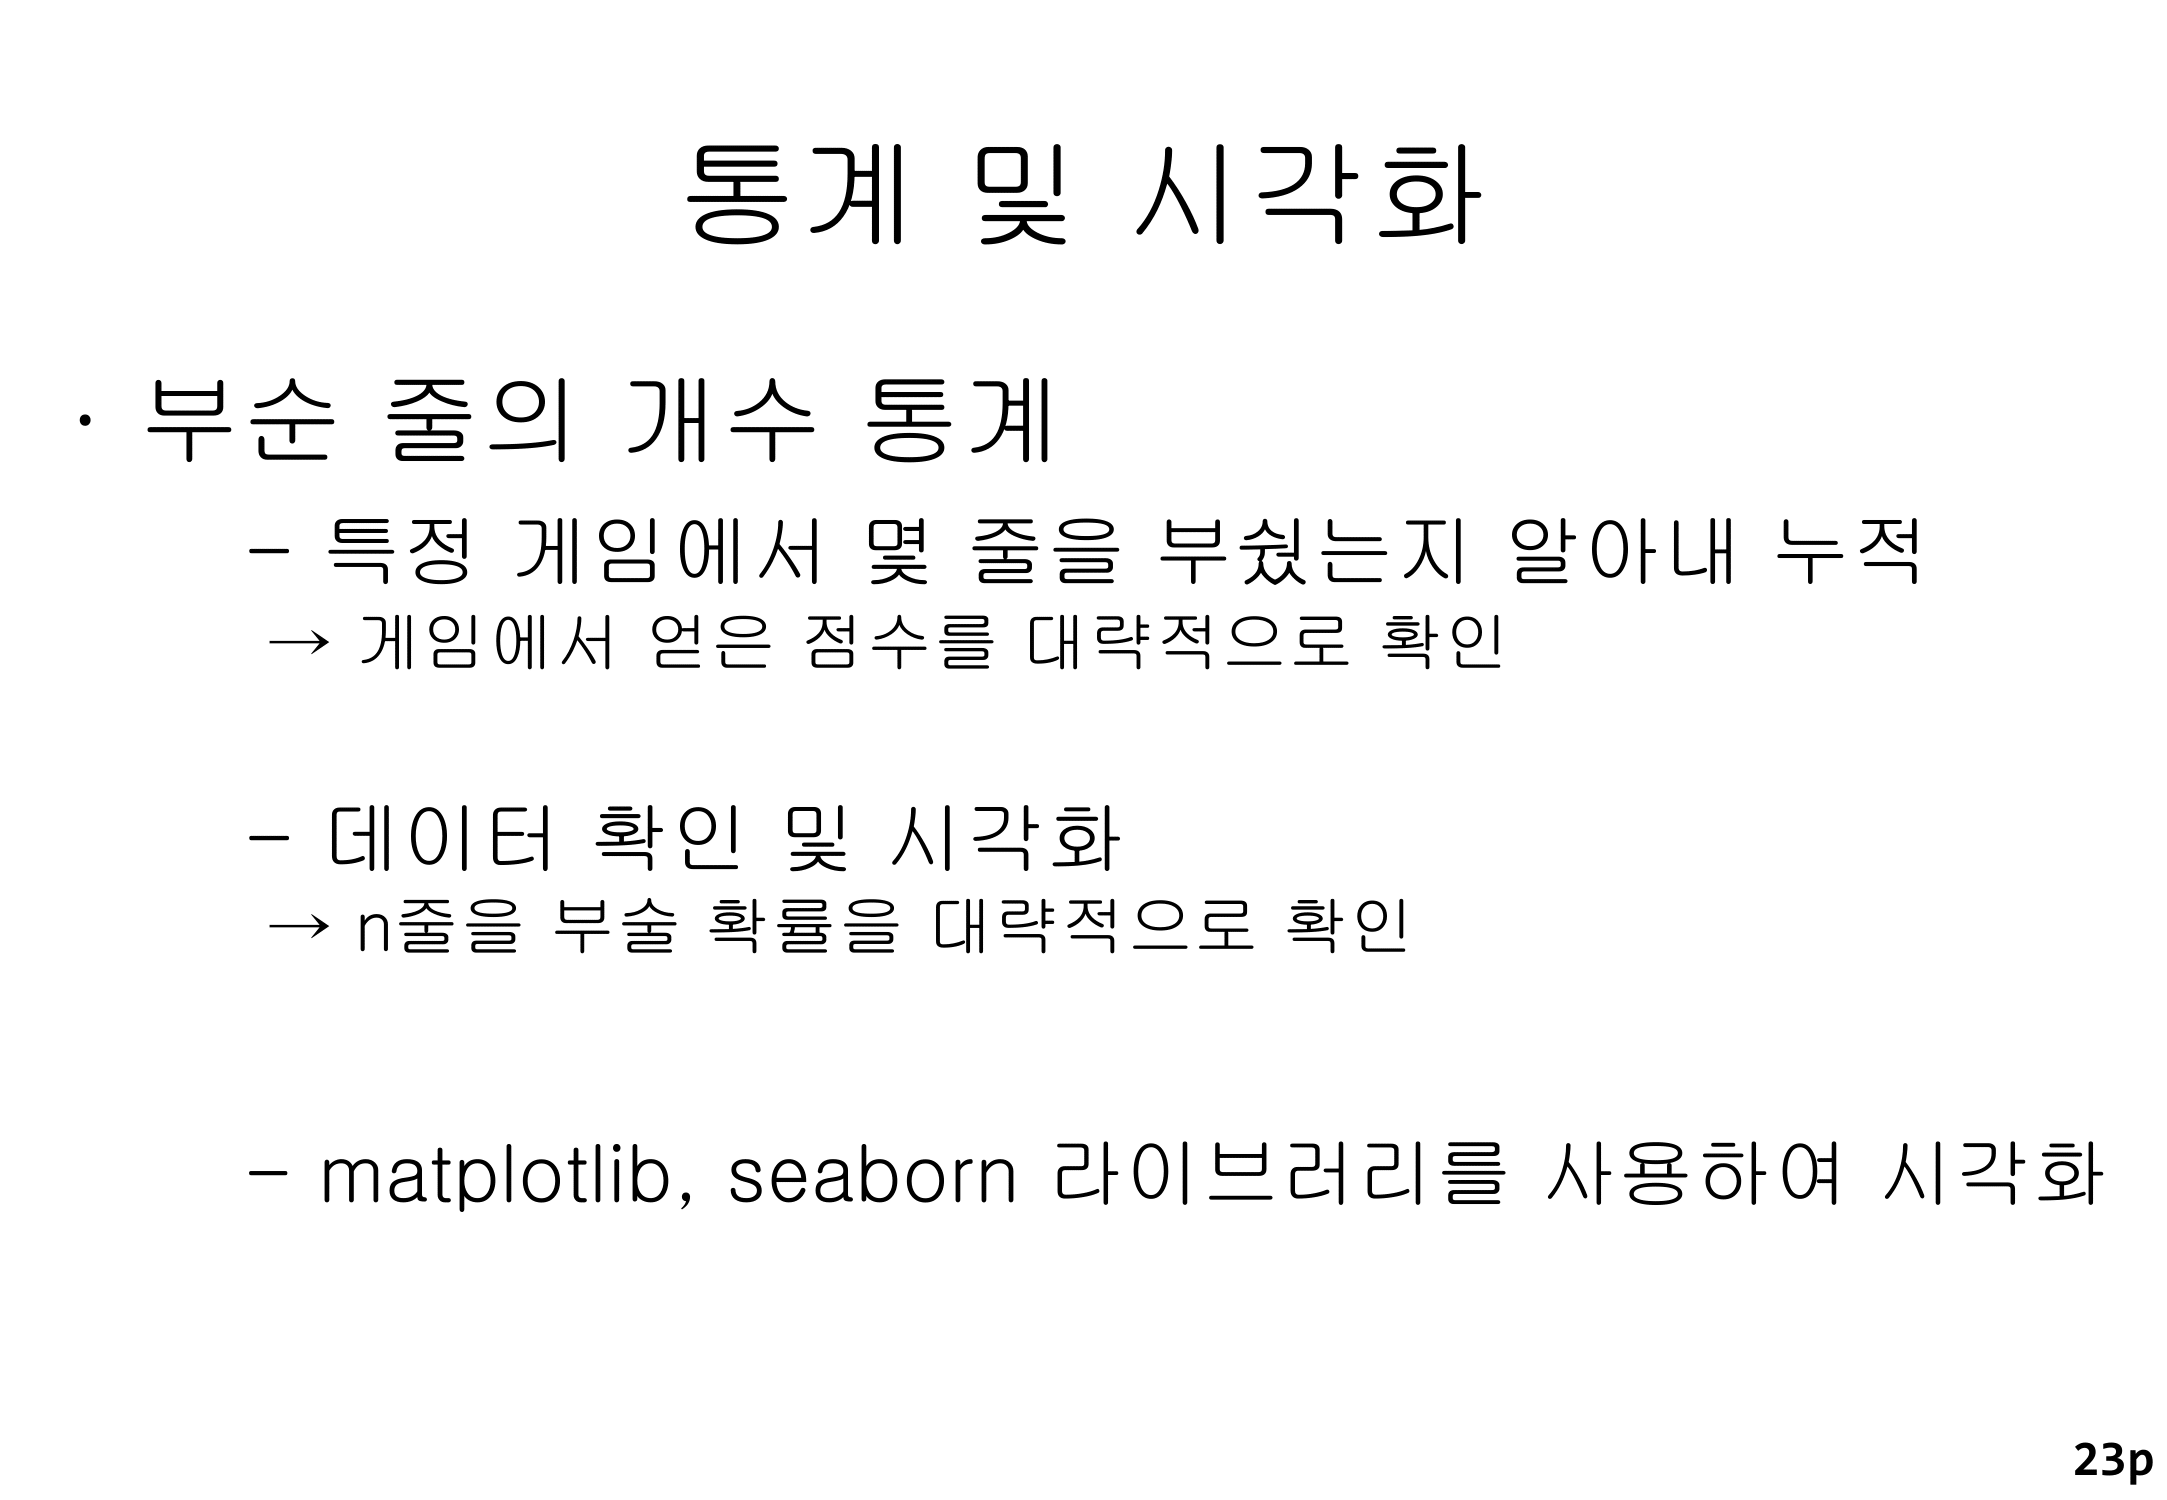 통계 및 시각화
· 부순 줄의 개수 통계
- 특정 게임에서 몇 줄을 부쉈는지 알아내 누적
→ 게임에서 얻은 점수를 대략적으로 확인
- 데이터 확인 및 시각화
→ n줄을 부술 확률을 대략적으로 확인
- matplotlib, seaborn 라이브러리를 사용하여 시각화
23p